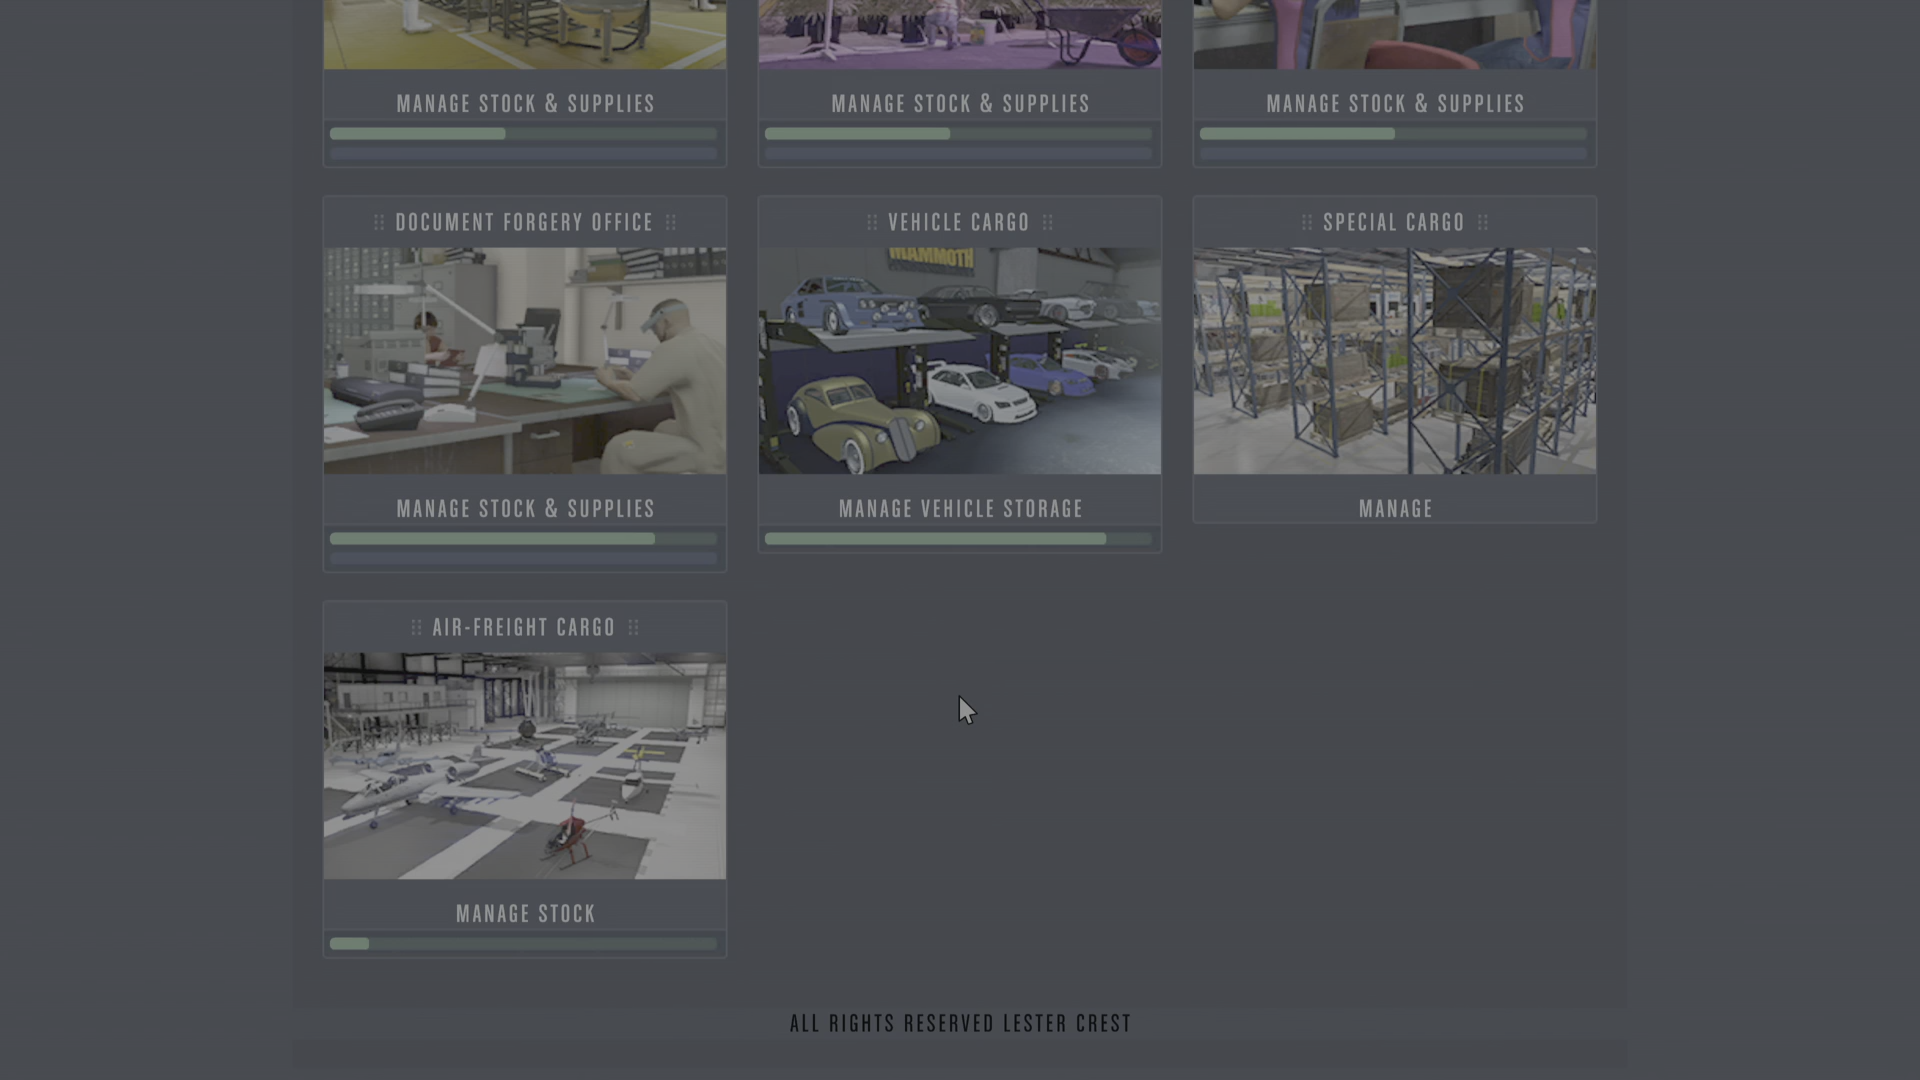 MANAGE STOCK & SUPPLIES
MANAGE STOCK & SUPPLIES
MANAGE STOCK & SUPPLIES
DOCUMENT FORGERY OFFICE
VEHICLE CARGO
SPECIAL CARGO
MAMMOTH
MANAGE STOCK & SUPPLIES
MANAGE VEHICLE STORAGE
MANAGE
AIR-FREIGHT CARGO
MANAGE STOCK
ALL RIGHTS RESERVED LESTER CREST